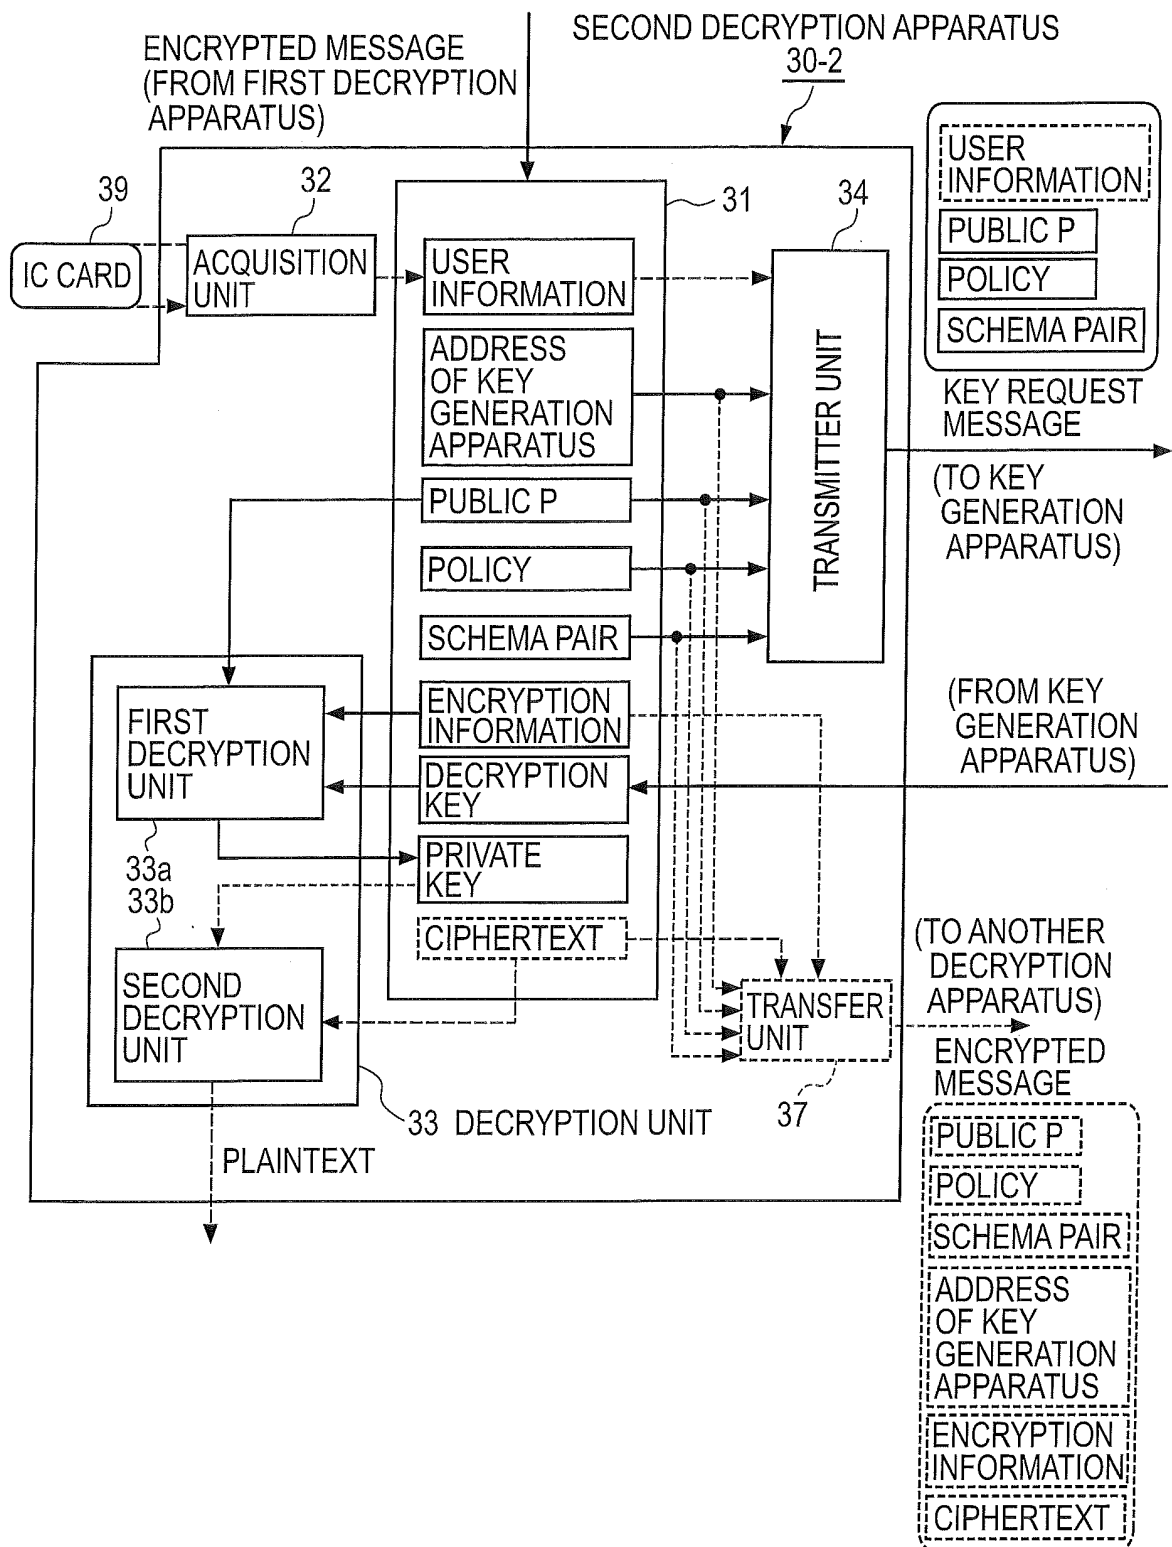 SECOND DECRYPTION APPARATUS
30-2
ENCRYPTED MESSAGE
(FROM FIRST DECRYPTION
APPARATUS)
39
IC CARD
32
ACQUISITION
UNIT
31
USER
INFORMATION
ADDRESS
OF KEY
GENERATION
APPARATUS
PUBLIC P
POLICY
SCHEMA PAIR
ENCRYPTION
INFORMATION
DECRYPTION
KEY
PRIVATE
KEY
CIPHERTEXT
34
TRANSMITTER UNIT
USER
INFORMATION
PUBLIC P
POLICY
SCHEMA PAIR
KEY REQUEST
MESSAGE
(TO KEY
GENERATION
APPARATUS)
(FROM KEY
GENERATION
APPARATUS)
FIRST
DECRYPTION
UNIT
33a
33b
SECOND
DECRYPTION
UNIT
33 DECRYPTION UNIT
PLAINTEXT
TRANSFER
UNIT
37
(TO ANOTHER
DECRYPTION
APPARATUS)
ENCRYPTED
MESSAGE
PUBLIC P
POLICY
SCHEMA PAIR
ADDRESS
OF KEY
GENERATION
APPARATUS
ENCRYPTION
INFORMATION
CIPHERTEXT